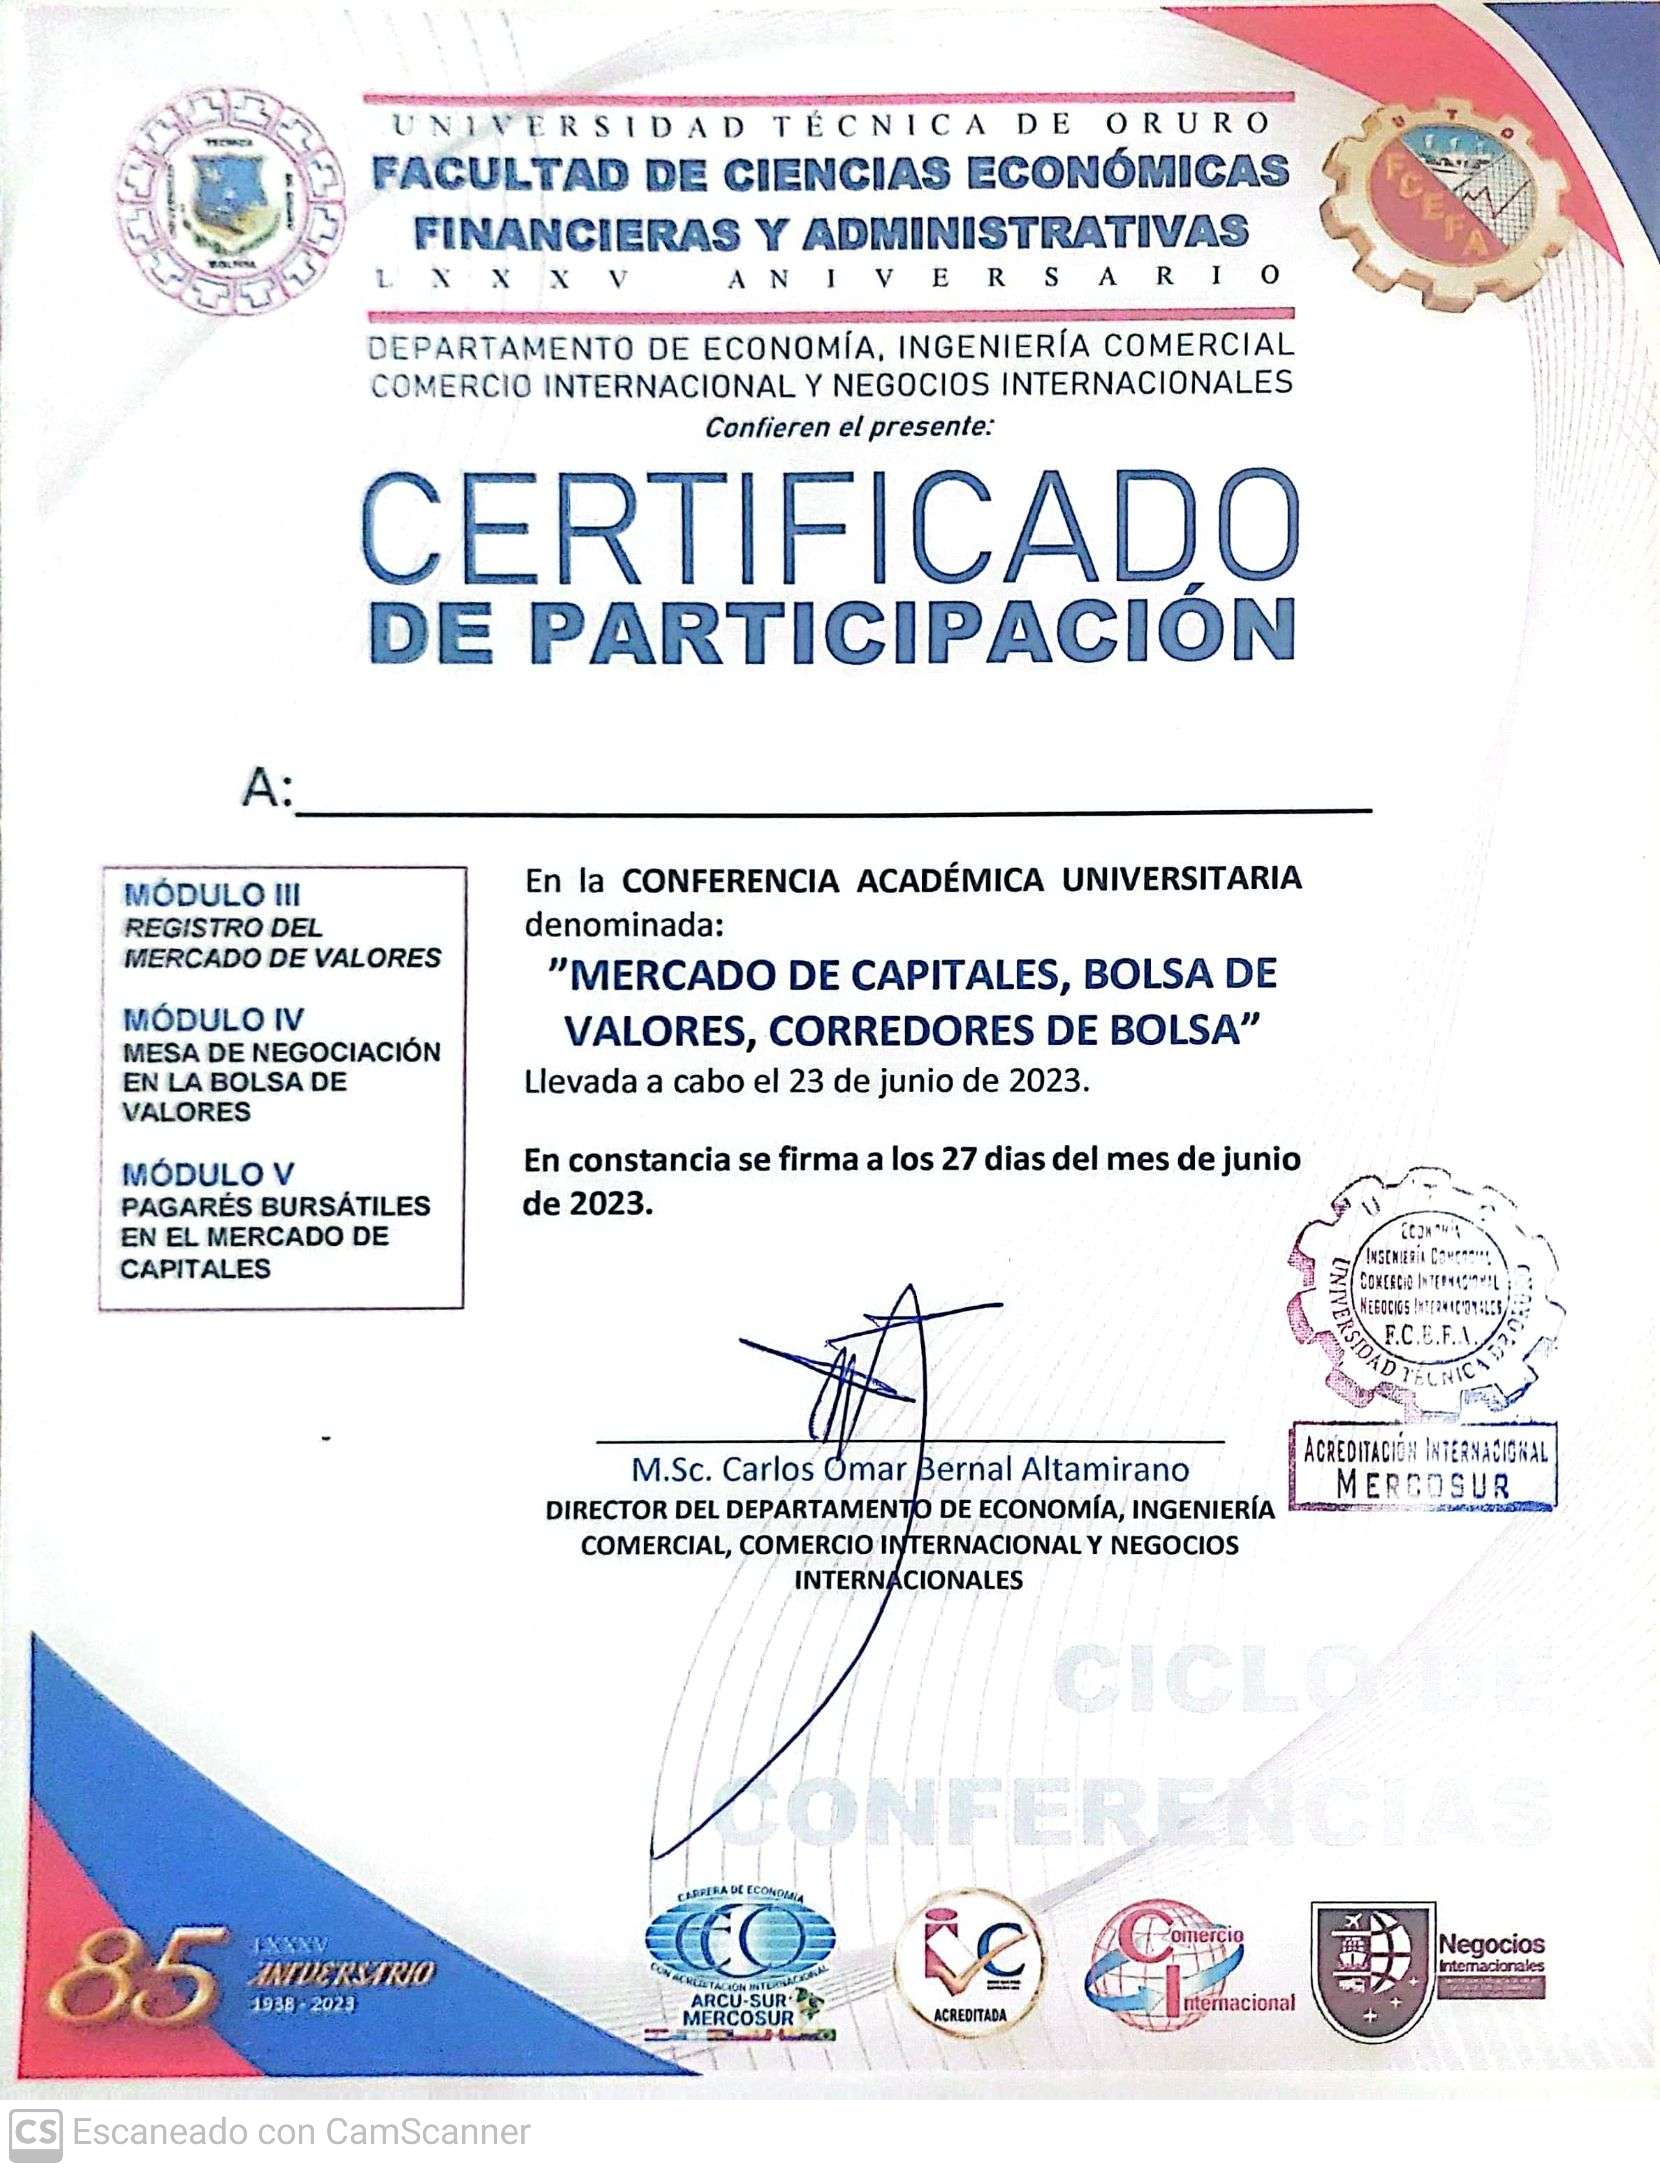 UNIVERSIDAD TÉCNICA DE ORURO
FACULTAD DE CIENCIAS ECONÓMICAS
FINANCIERAS Y ADMINISTRATIVAS
LXXXV ANIVERSARIO
DEPARTAMENTO DE ECONOMÍA, INGENIERÍA COMERCIAL
COMERCIO INTERNACIONAL Y NEGOCIOS INTERNACIONALES
Confieren el presente:
CERTIFICADO
DE PARTICIPACIÓN
TECNICA
BOLIVIA
UTO
FCEFA
A:
MÓDULO III
REGISTRO DEL
MERCADO DE VALORES
MÓDULO IV
MESA DE NEGOCIACIÓN
EN LA BOLSA DE
VALORES
MÓDULO V
PAGARÉS BURSÁTILES
EN EL MERCADO DE
CAPITALES
En la CONFERENCIA ACADÉMICA UNIVERSITARIA
denominada:
”MERCADO DE CAPITALES, BOLSA DE
VALORES, CORREDORES DE BOLSA”
Llevada a cabo el 23 de junio de 2023.
En constancia se firma a los 27 dias del mes de junio
de 2023.
ECONOMÍA
INGENIERÍA COMERCIAL
COMERCIO INTERNACIONAL
NEGOCIOS INTERNACIONALES
F.C.E.F.A.
UNIVERSIDAD TÉCNICA DE ORURO
ACREDITACIÓN INTERNACIONAL
MERCOSUR
M.Sc. Carlos Omar Bernal Altamirano
DIRECTOR DEL DEPARTAMENTO DE ECONOMÍA, INGENIERÍA
COMERCIAL, COMERCIO INTERNACIONAL Y NEGOCIOS
INTERNACIONALES
CICLO DE
CONFERENCIAS
85
LXXXV
ANIVERSARIO
1938 - 2023
CARRERA DE ECONOMIA
CEO
CON ACREDITACION INTERNACIONAL
ARCU-SUR
MERCOSUR
iC
ACREDITADA
Comercio
Internacional
Negocios
Internacionales
CS Escaneado con CamScanner